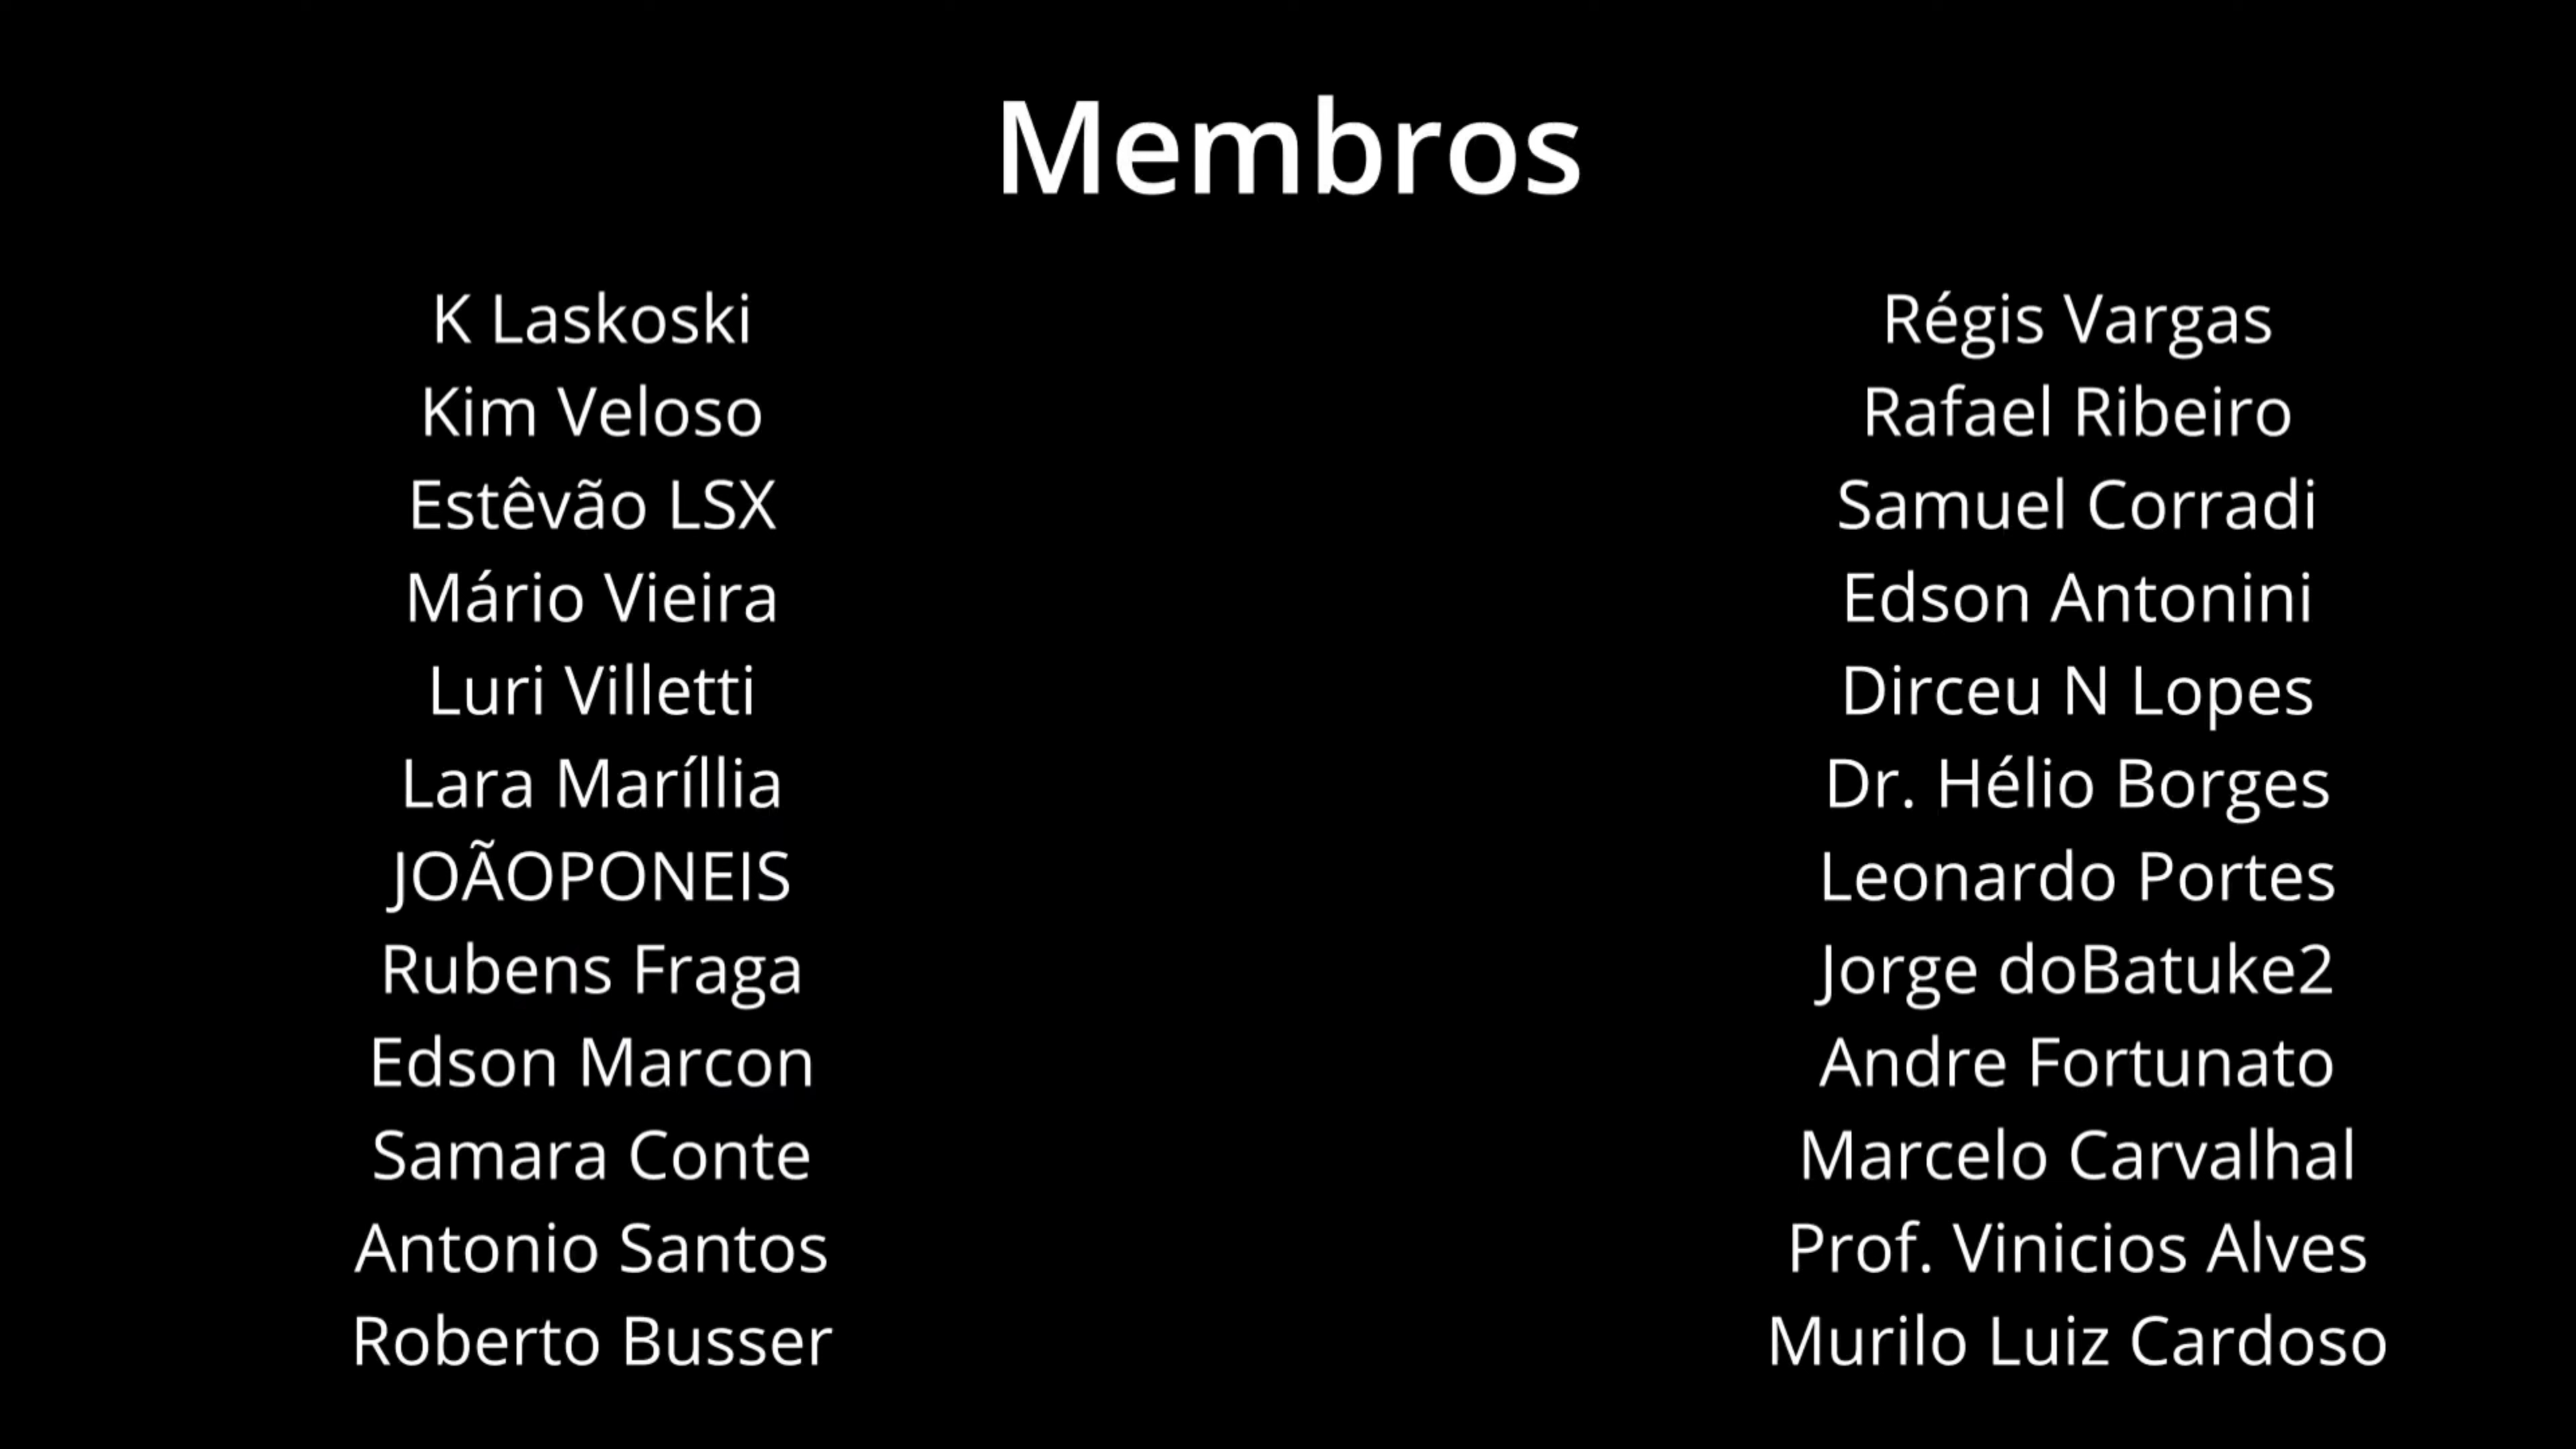 Membros
K Laskoski
Kim Veloso
Estêvão LSX
Mário Vieira
Luri Villetti
Lara Maríllia
JOÃOPONEIS
Rubens Fraga
Edson Marcon
Samara Conte
Antonio Santos
Roberto Busser
Régis Vargas
Rafael Ribeiro
Samuel Corradi
Edson Antonini
Dirceu N Lopes
Dr. Hélio Borges
Leonardo Portes
Jorge doBatuke2
Andre Fortunato
Marcelo Carvalhal
Prof. Vinicios Alves
Murilo Luiz Cardoso